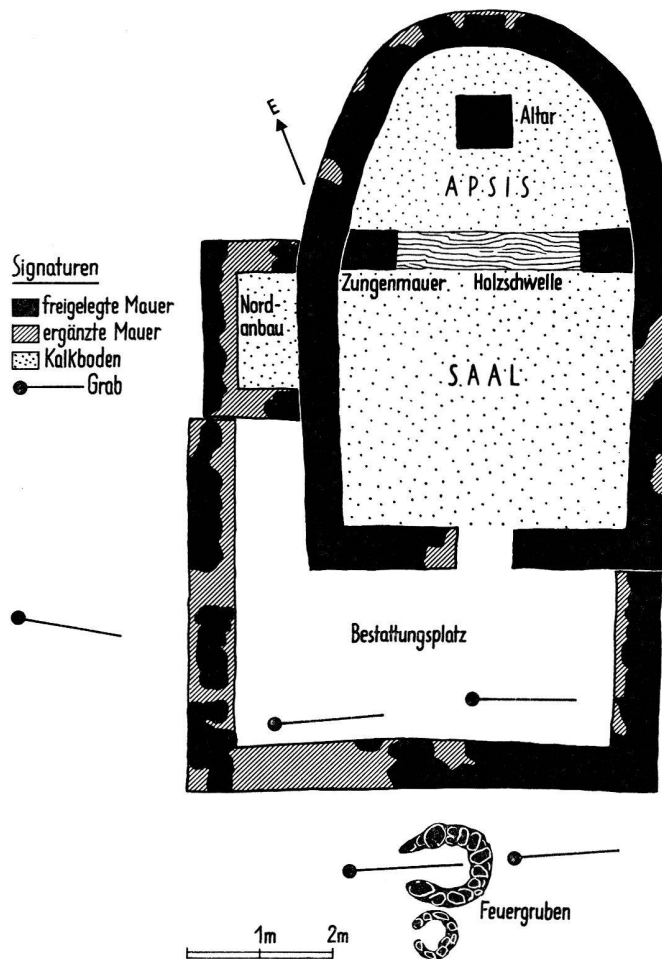 E
Altar
APSIS
Zungenmauer Holzschwelle
Signaturen
freigelegte Mauer
ergänzte Mauer
Kalkboden
Grab
Nord-
anbau
SAAL
Bestattungsplatz
Feuergruben
1m 2m